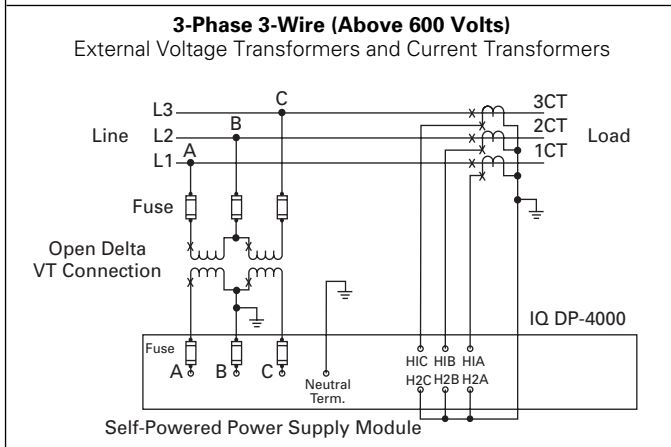 3-Phase 3-Wire (Above 600 Volts)
External Voltage Transformers and Current Transformers
C
L3
3CT
B
Line
L2
2CT
Load
A
L1
1CT
Fuse
Open Delta
VT Connection
IQ DP-4000
Fuse
HIC HIB HIA
A B C
H2C H2B H2A
Neutral
Term.
Self-Powered Power Supply Module